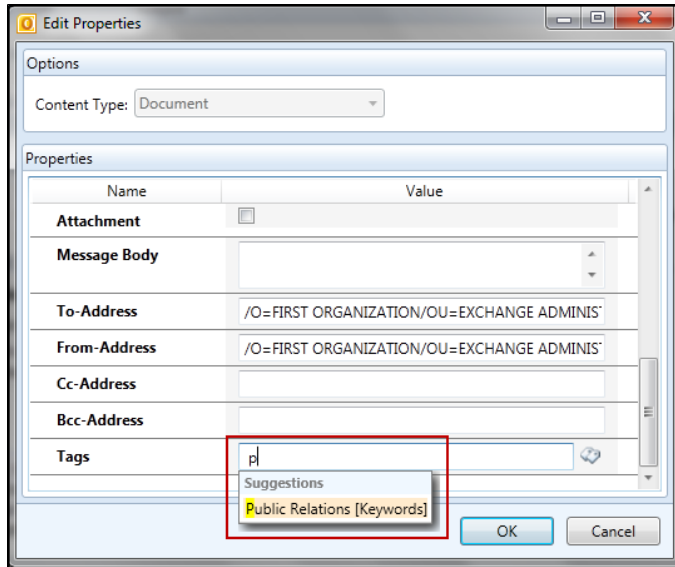 Edit Properties
Options
Content Type: Document
Properties
Name Value
Attachment
Message Body
To-Address /O=FIRST ORGANIZATION/OU=EXCHANGE ADMINIS
From-Address /O=FIRST ORGANIZATION/OU=EXCHANGE ADMINIS
Cc-Address
Bcc-Address
Tags p
Suggestions
Public Relations [Keywords]
OK Cancel